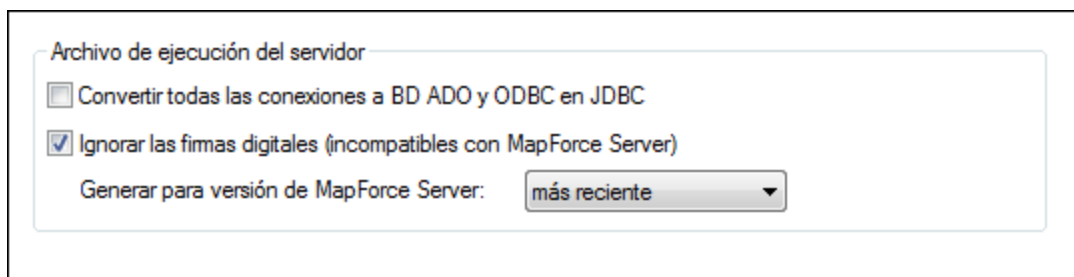 Archivo de ejecución del servidor
Convertir todas las conexiones a BD ADO y ODBC en JDBC
Ignorar las firmas digitales (incompatibles con MapForce Server)
Generar para versión de MapForce Server: más reciente